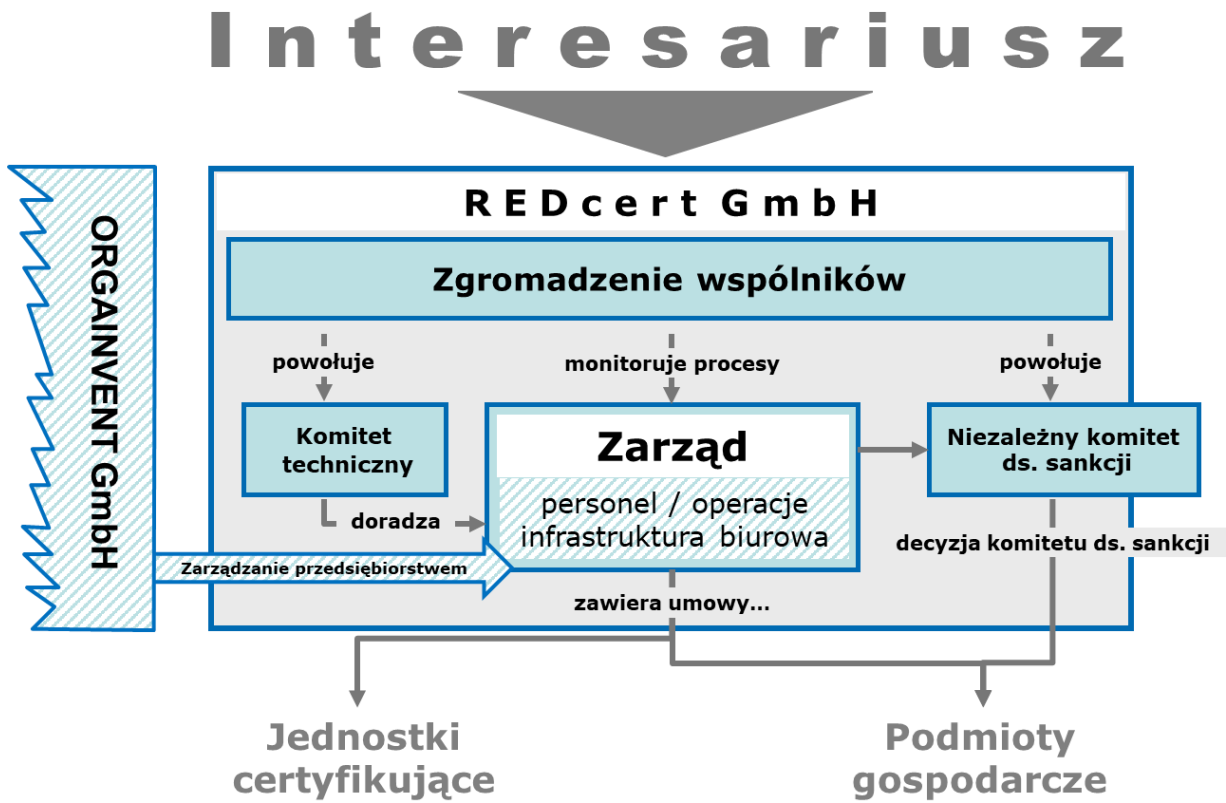 Interesariusz
REDcert GmbH
ORGAINVENT GmbH
Zgromadzenie wspólników
powołuje
monitoruje procesy
powołuje
Komitet
techniczny
Zarząd
personel / operacje
infrastruktura biurowa
Niezależny komitet
ds. sankcji
doradza
decyzja komitetu ds. sankcji
Zarządzanie przedsiębiorstwem
zawiera umowy...
Jednostki
certyfikujące
Podmioty
gospodarcze